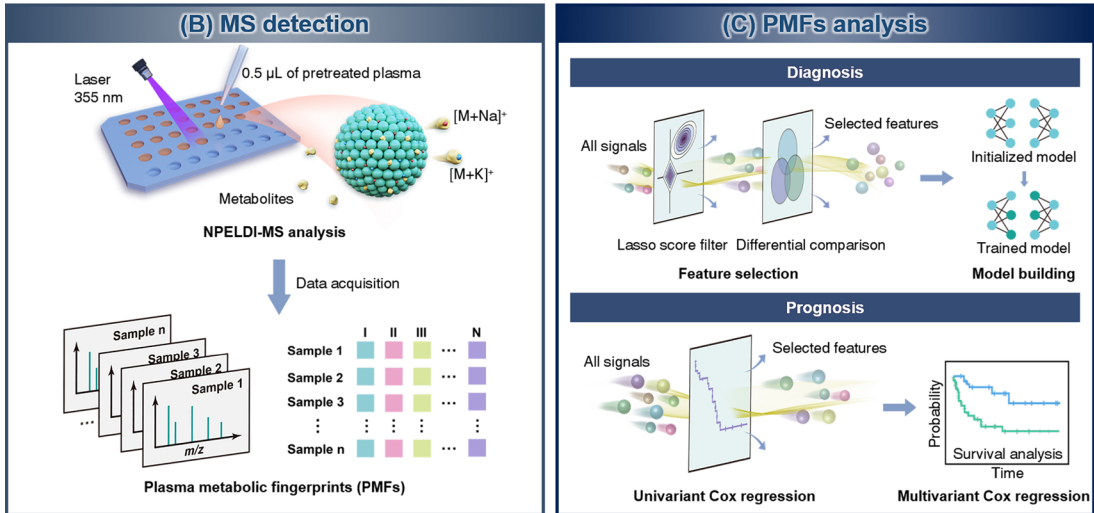 (B) MS detection
Laser
355 nm
0.5 µL of pretreated plasma
[M+Na]⁺
[M+K]⁺
Metabolites
NPELDI-MS analysis
Data acquisition
Sample n
Sample 3
Sample 2
Sample 1
...
m/z
I II III N
Sample 1 ...
Sample 2 ...
Sample 3 ...
⋮ ⋮ ⋮ ⋮ ⋮
Sample n ...
Plasma metabolic fingerprints (PMFs)
(C) PMFs analysis
Diagnosis
All signals
Selected features
Lasso score filter
Differential comparison
Feature selection
Initialized model
Trained model
Model building
Prognosis
All signals
Selected features
Univariant Cox regression
Probability
Survival analysis
Time
Multivariant Cox regression